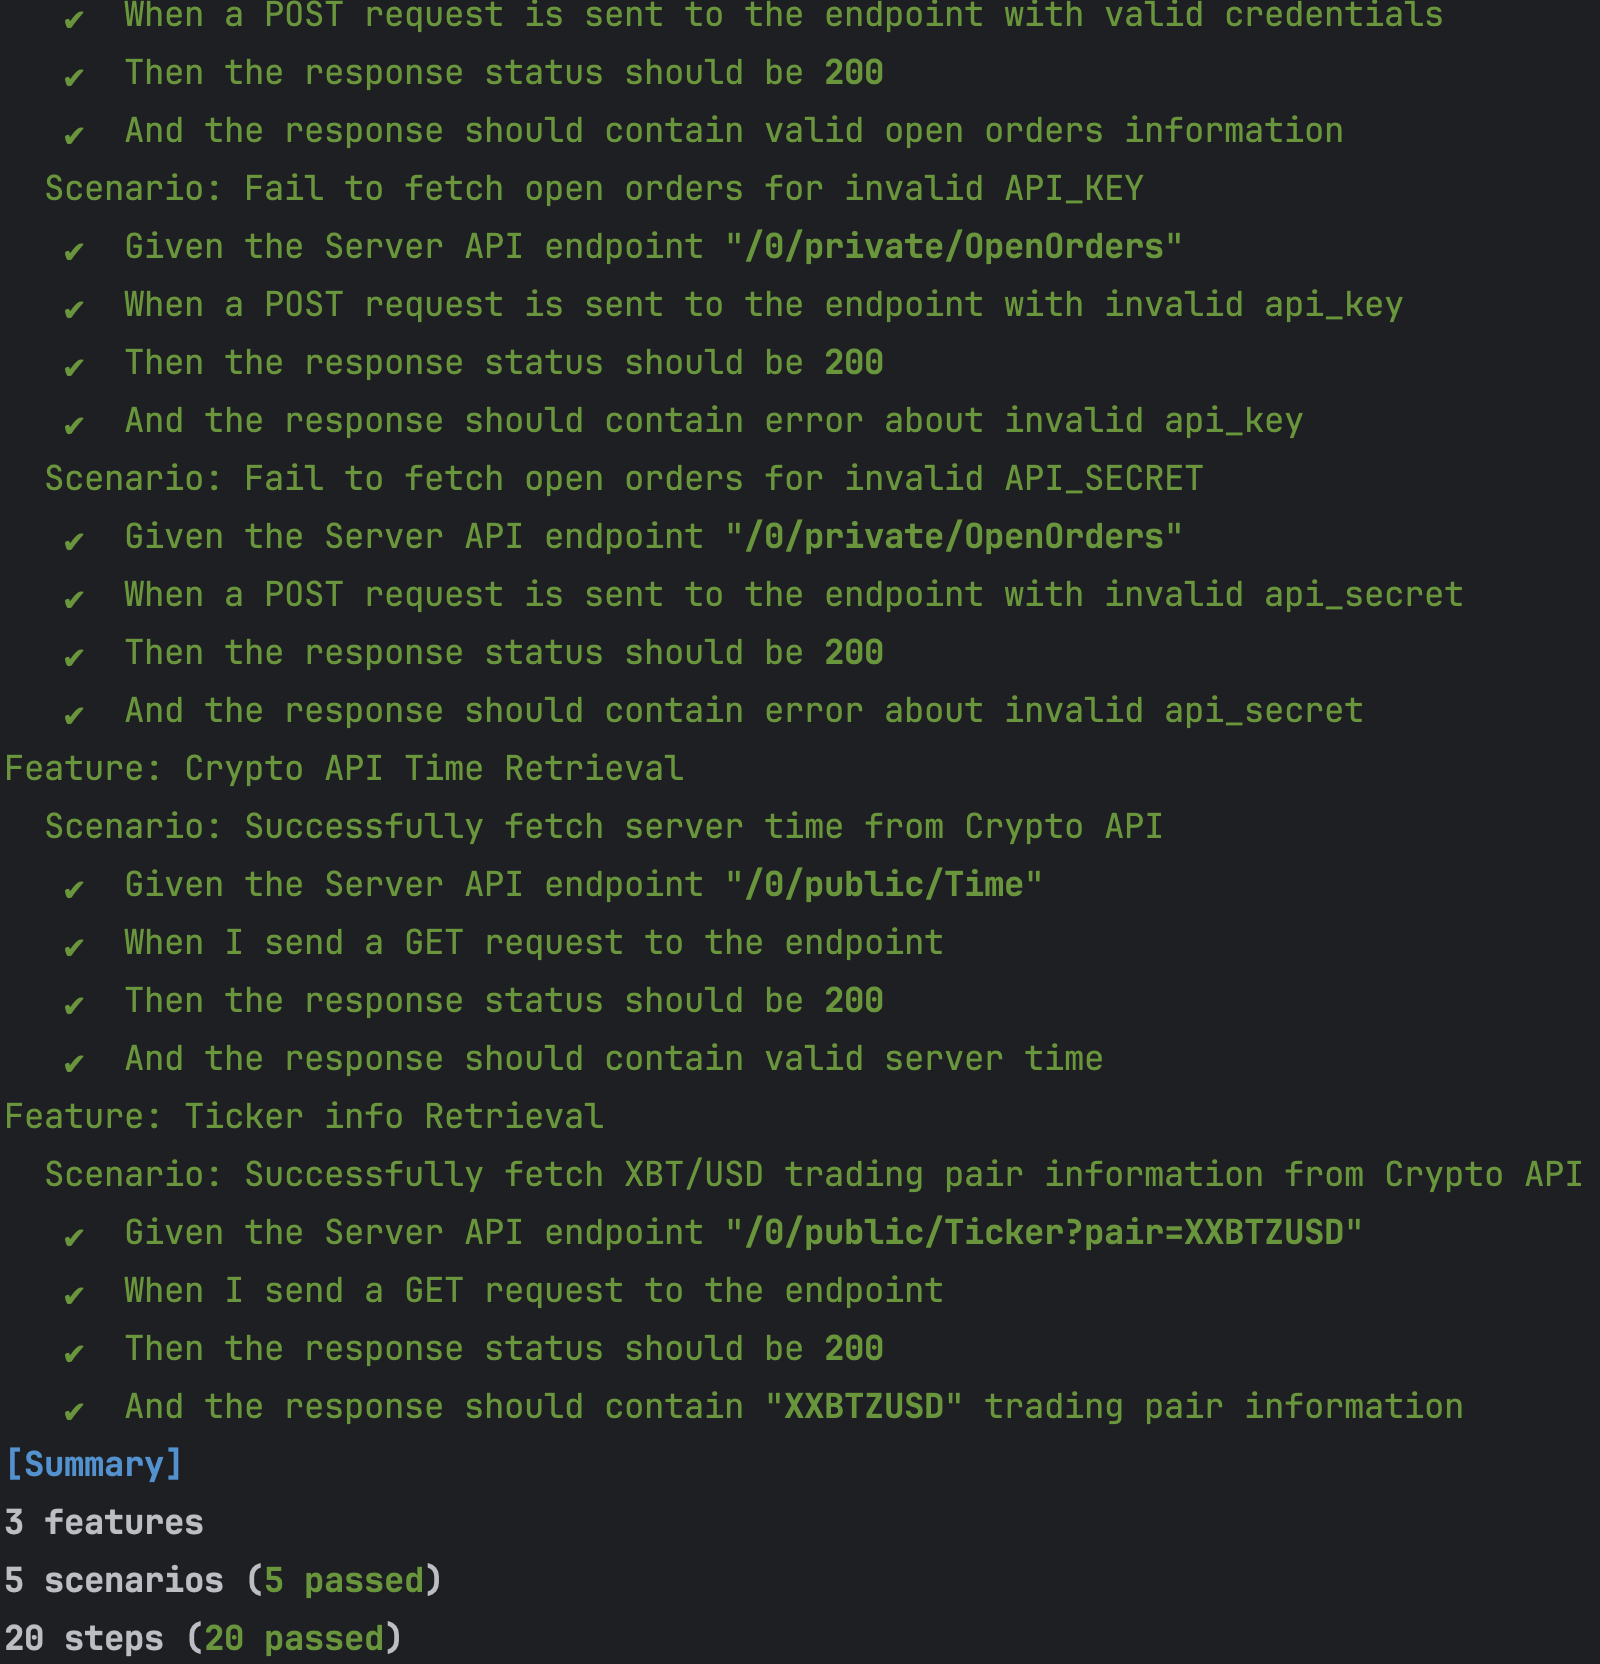 ✔ When a POST request is sent to the endpoint with valid credentials
✔ Then the response status should be 200
✔ And the response should contain valid open orders information
Scenario: Fail to fetch open orders for invalid API_KEY
✔ Given the Server API endpoint "/0/private/OpenOrders"
✔ When a POST request is sent to the endpoint with invalid api_key
✔ Then the response status should be 200
✔ And the response should contain error about invalid api_key
Scenario: Fail to fetch open orders for invalid API_SECRET
✔ Given the Server API endpoint "/0/private/OpenOrders"
✔ When a POST request is sent to the endpoint with invalid api_secret
✔ Then the response status should be 200
✔ And the response should contain error about invalid api_secret
Feature: Crypto API Time Retrieval
Scenario: Successfully fetch server time from Crypto API
✔ Given the Server API endpoint "/0/public/Time"
✔ When I send a GET request to the endpoint
✔ Then the response status should be 200
✔ And the response should contain valid server time
Feature: Ticker info Retrieval
Scenario: Successfully fetch XBT/USD trading pair information from Crypto API
✔ Given the Server API endpoint "/0/public/Ticker?pair=XXBTZUSD"
✔ When I send a GET request to the endpoint
✔ Then the response status should be 200
✔ And the response should contain "XXBTZUSD" trading pair information
[Summary]
3 features
5 scenarios (5 passed)
20 steps (20 passed)